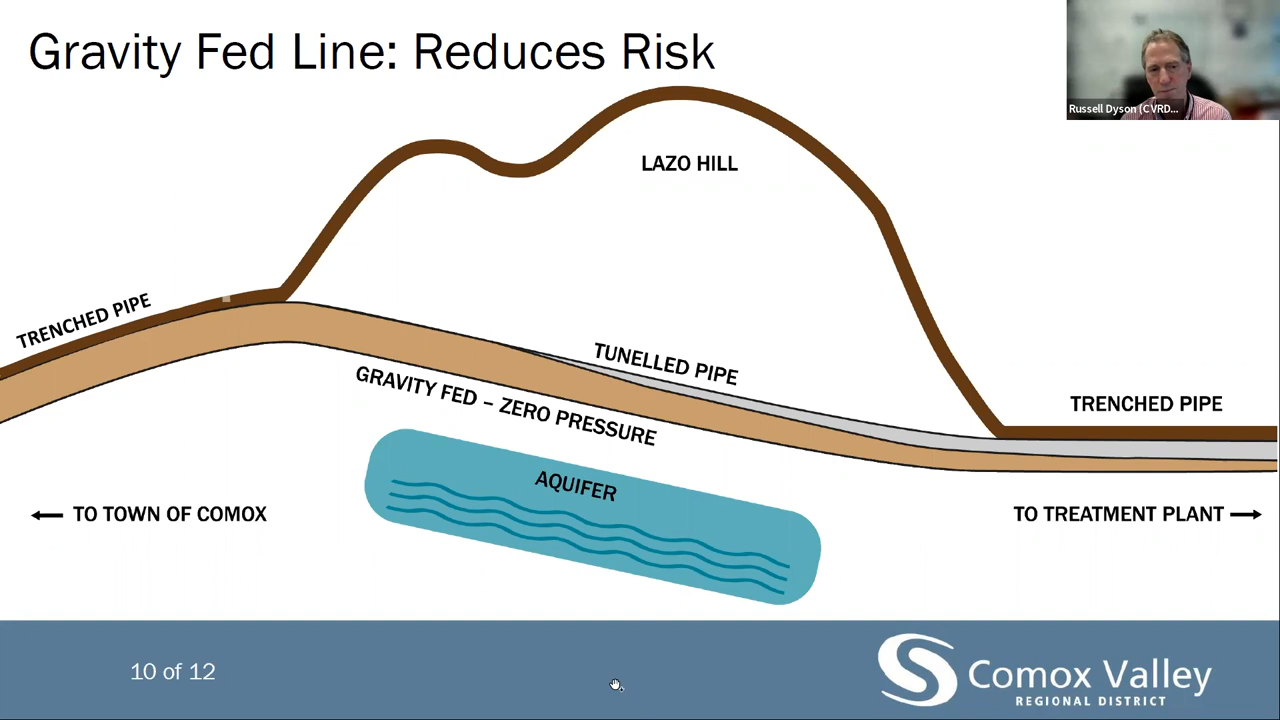 Gravity Fed Line: Reduces Risk
Russell Dyson (CVRD...
LAZO HILL
TRENCHED PIPE
TUNELLED PIPE
GRAVITY FED – ZERO PRESSURE
TRENCHED PIPE
AQUIFER
TO TOWN OF COMOX
TO TREATMENT PLANT
10 of 12
Comox Valley
REGIONAL DISTRICT